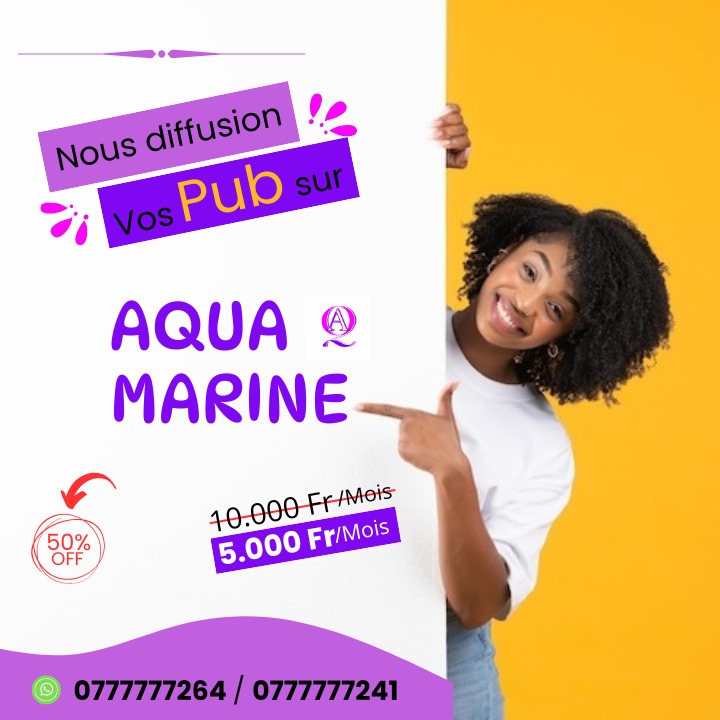 Nous diffusion
Vos Pub sur
AQUA
MARINE
10.000 Fr/Mois
5.000 Fr/Mois
50%
OFF
0777777264 / 0777777241